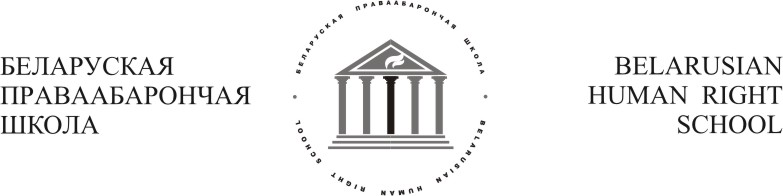 БЕЛАРУСКАЯ
ПРАВААБАРОНЧАЯ
ШКОЛА
БЕЛАРУСКАЯ ПРАВААБАРОНЧАЯ ШКОЛА
BELARUSIAN HUMAN RIGHT SCHOOL
BELARUSIAN
HUMAN RIGHT
SCHOOL